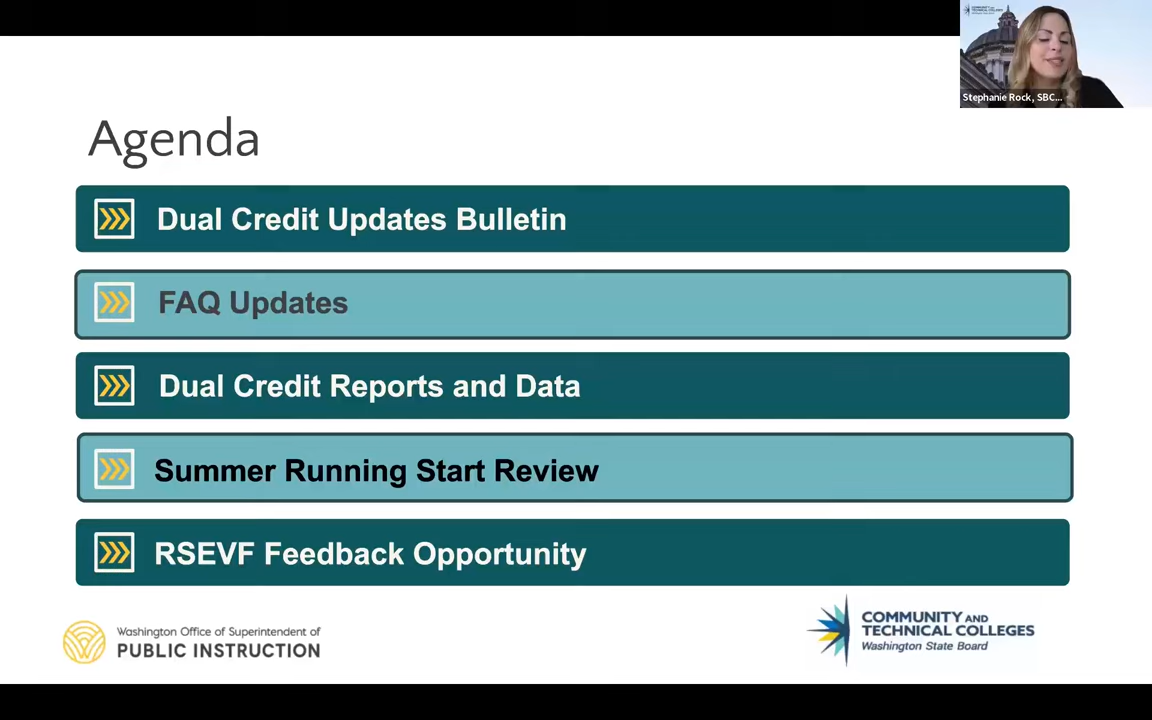 Stephanie Rock, SBC...
Agenda
Dual Credit Updates Bulletin
FAQ Updates
Dual Credit Reports and Data
Summer Running Start Review
RSEVF Feedback Opportunity
Washington Office of Superintendent of
PUBLIC INSTRUCTION
COMMUNITY AND
TECHNICAL COLLEGES
Washington State Board